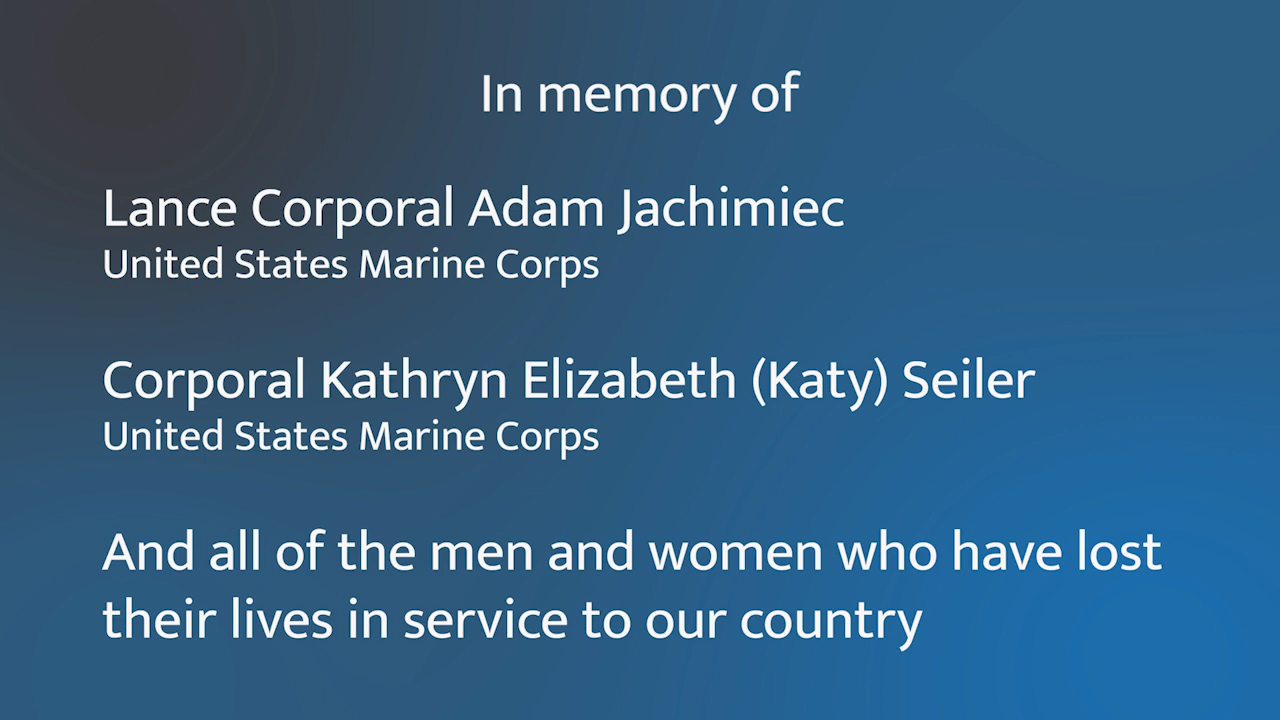 In memory of
Lance Corporal Adam Jachimiec
United States Marine Corps
Corporal Kathryn Elizabeth (Katy) Seiler
United States Marine Corps
And all of the men and women who have lost
their lives in service to our country